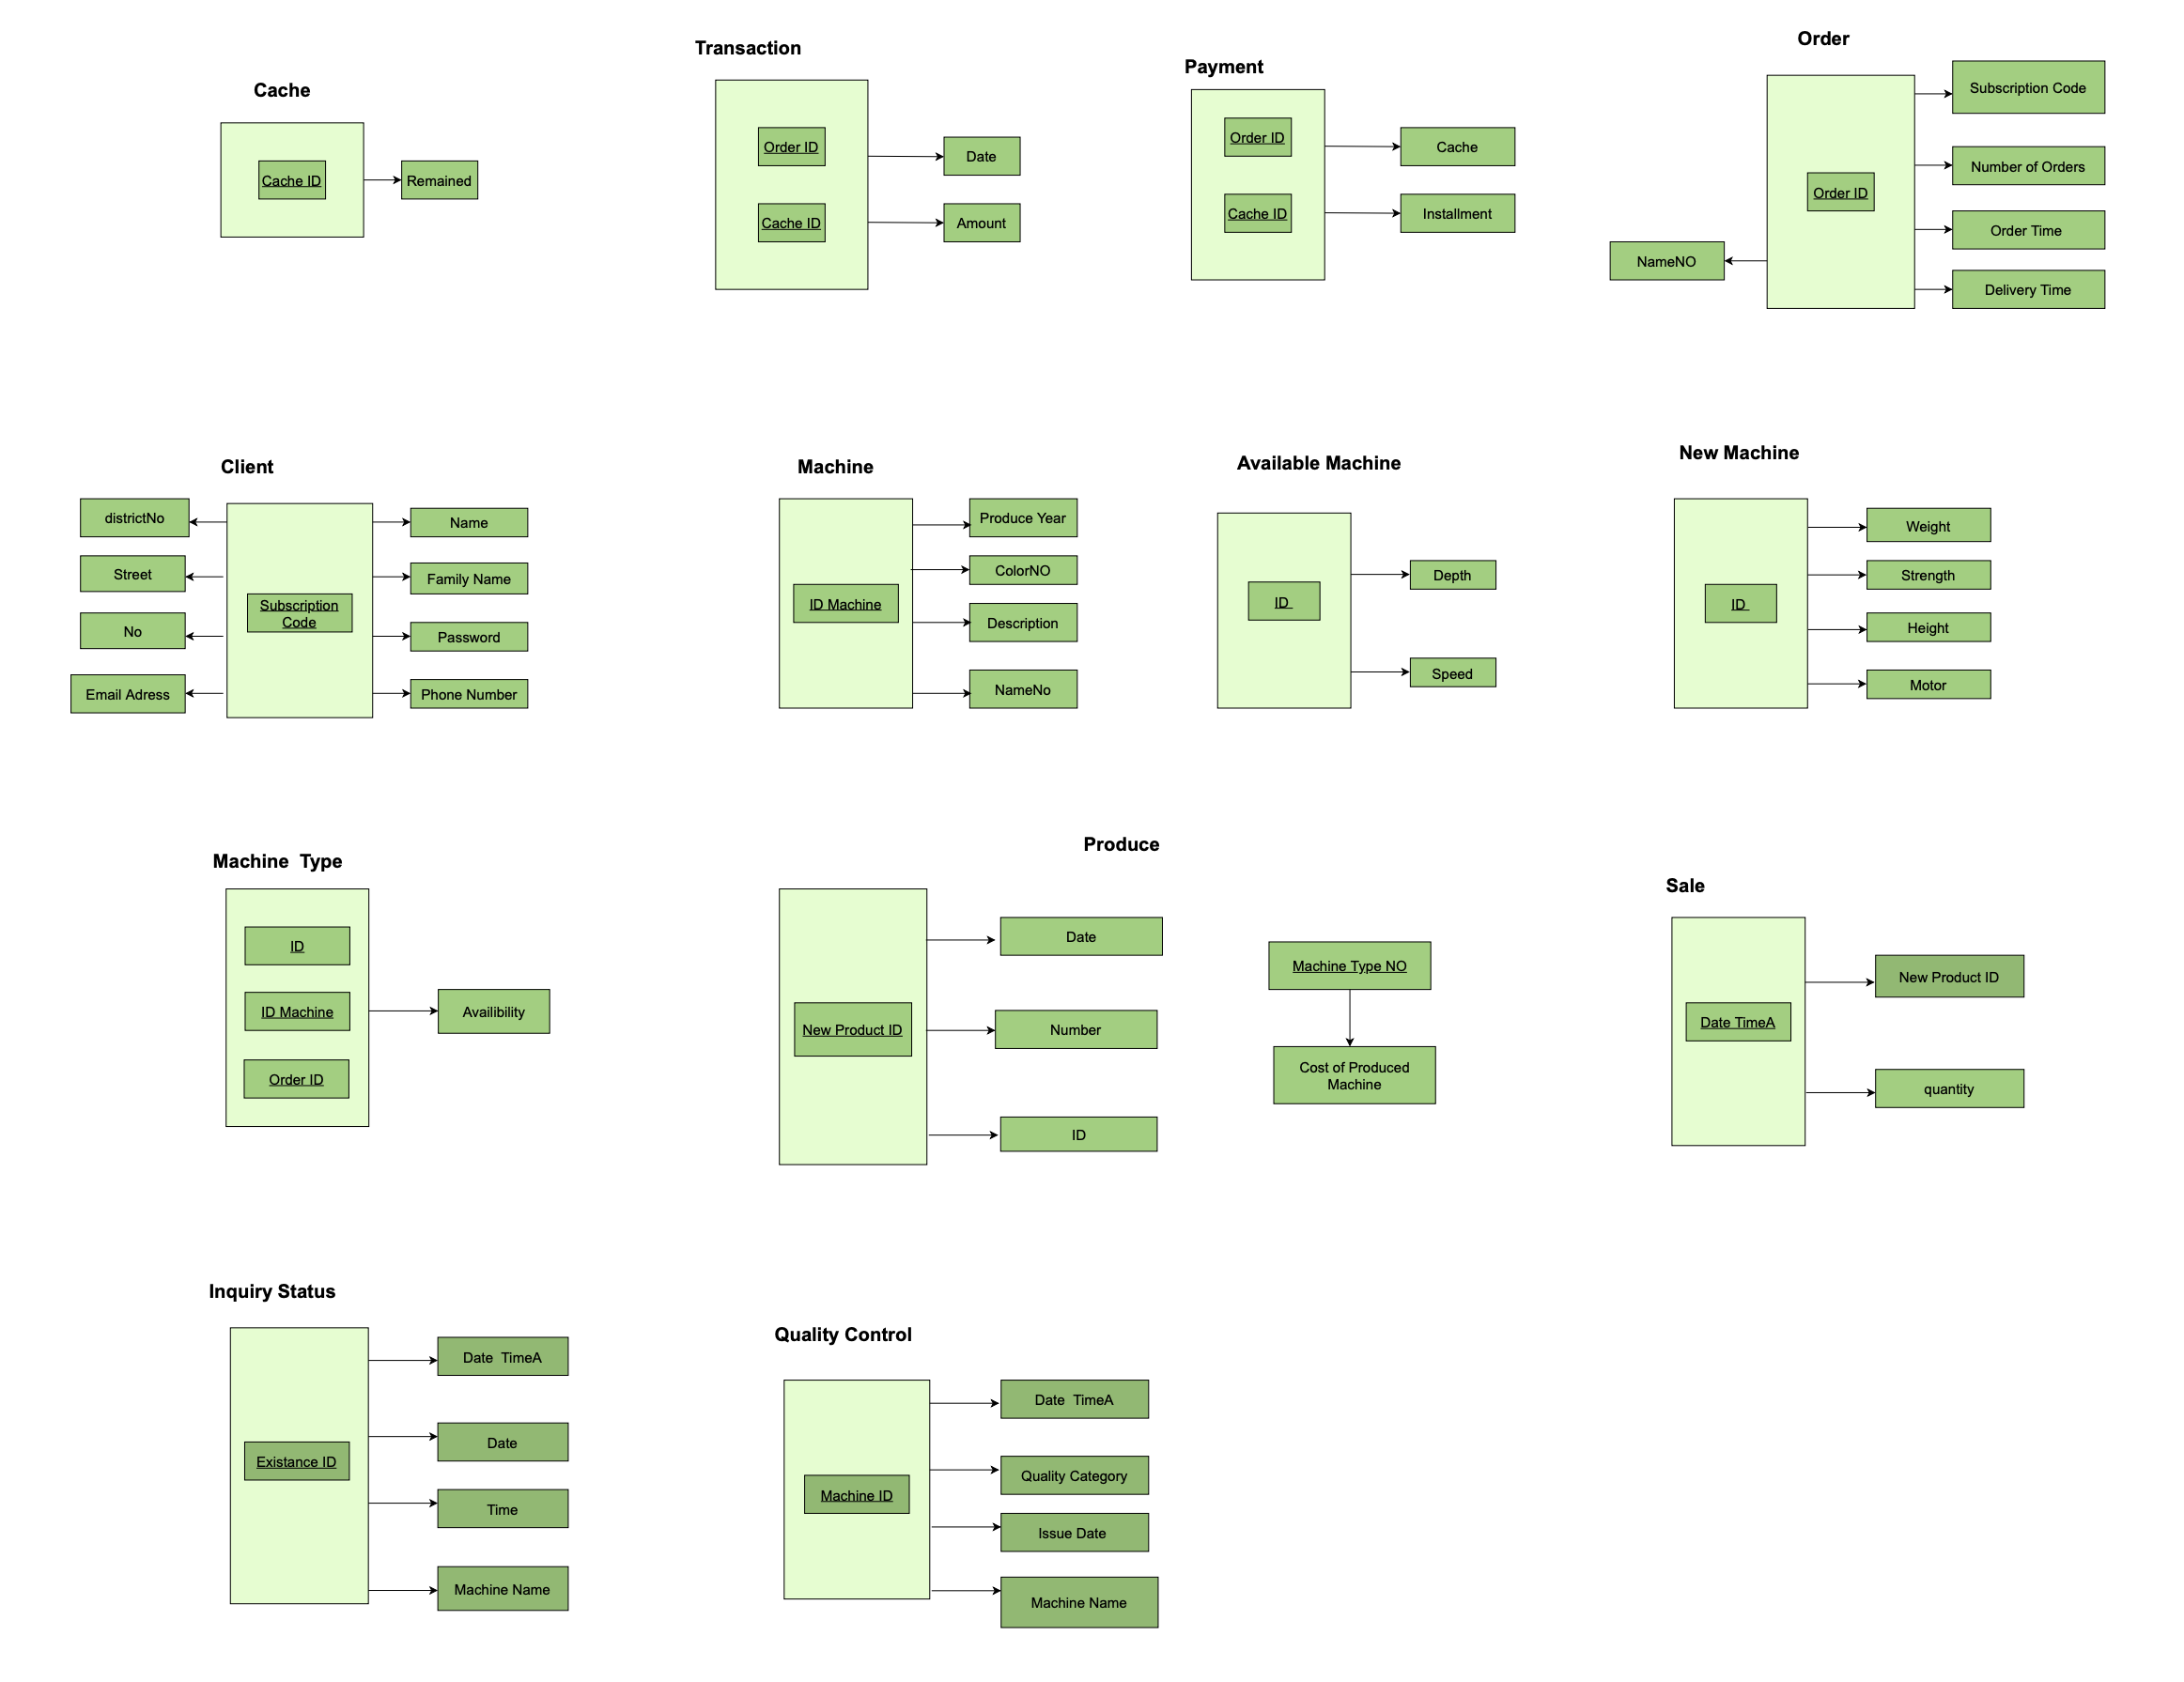 Cache
Cache ID
Remained
Transaction
Order ID
Cache ID
Date
Amount
Payment
Order ID
Cache ID
Cache
Installment
Order
Order ID
NameNO
Subscription Code
Number of Orders
Order Time
Delivery Time
Client
districtNo
Street
No
Email Adress
Subscription
Code
Name
Family Name
Password
Phone Number
Machine
ID Machine
Produce Year
ColorNO
Description
NameNo
Available Machine
ID
Depth
Speed
New Machine
ID
Weight
Strength
Height
Motor
Machine  Type
ID
ID Machine
Order ID
Availibility
Produce
New Product ID
Date
Number
ID
Machine Type NO
Cost of Produced
Machine
Sale
Date TimeA
New Product ID
quantity
Inquiry Status
Existance ID
Date  TimeA
Date
Time
Machine Name
Quality Control
Machine ID
Date  TimeA
Quality Category
Issue Date
Machine Name